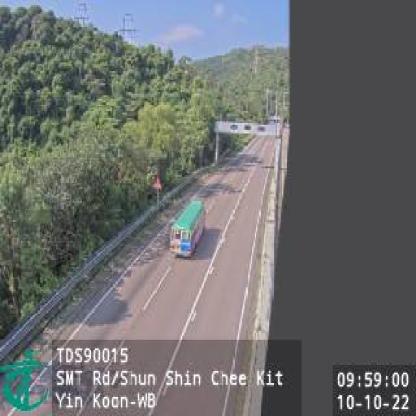 TDS90015
SMT Rd/Shun Shin Chee Kit
Yin Koon-WB
09:59:00
10-10-22